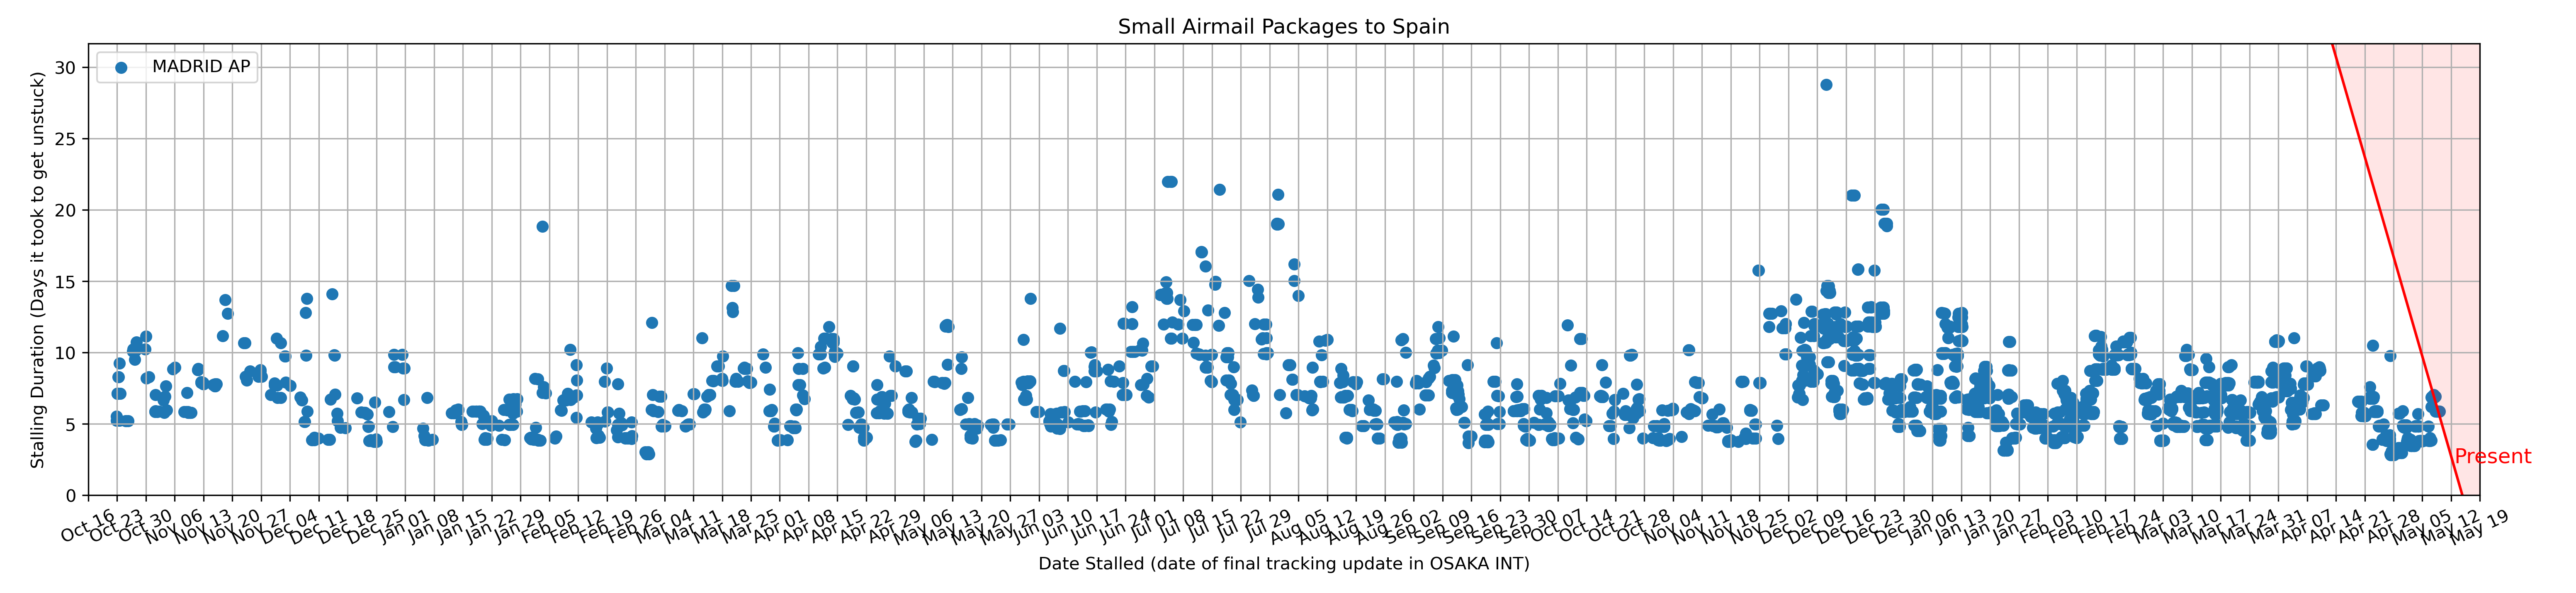 Small Airmail Packages to Spain
MADRID AP
Stalling Duration (Days it took to get unstuck)
30
25
20
15
10
5
0
Present
Oct 16
Oct 23
Oct 30
Nov 06
Nov 13
Nov 20
Nov 27
Dec 04
Dec 11
Dec 18
Dec 25
Jan 01
Jan 08
Jan 15
Jan 22
Jan 29
Feb 05
Feb 12
Feb 19
Feb 26
Mar 04
Mar 11
Mar 18
Mar 25
Apr 01
Apr 08
Apr 15
Apr 22
Apr 29
May 06
May 13
May 20
May 27
Jun 03
Jun 10
Jun 17
Jun 24
Jul 01
Jul 08
Jul 15
Jul 22
Jul 29
Aug 05
Aug 12
Aug 19
Aug 26
Sep 02
Sep 09
Sep 16
Sep 23
Sep 30
Oct 07
Oct 14
Oct 21
Oct 28
Nov 04
Nov 11
Nov 18
Nov 25
Dec 02
Dec 09
Dec 16
Dec 23
Dec 30
Jan 06
Jan 13
Jan 20
Jan 27
Feb 03
Feb 10
Feb 17
Feb 24
Mar 03
Mar 10
Mar 17
Mar 24
Mar 31
Apr 07
Apr 14
Apr 21
Apr 28
May 05
May 12
May 19
Date Stalled (date of final tracking update in OSAKA INT)